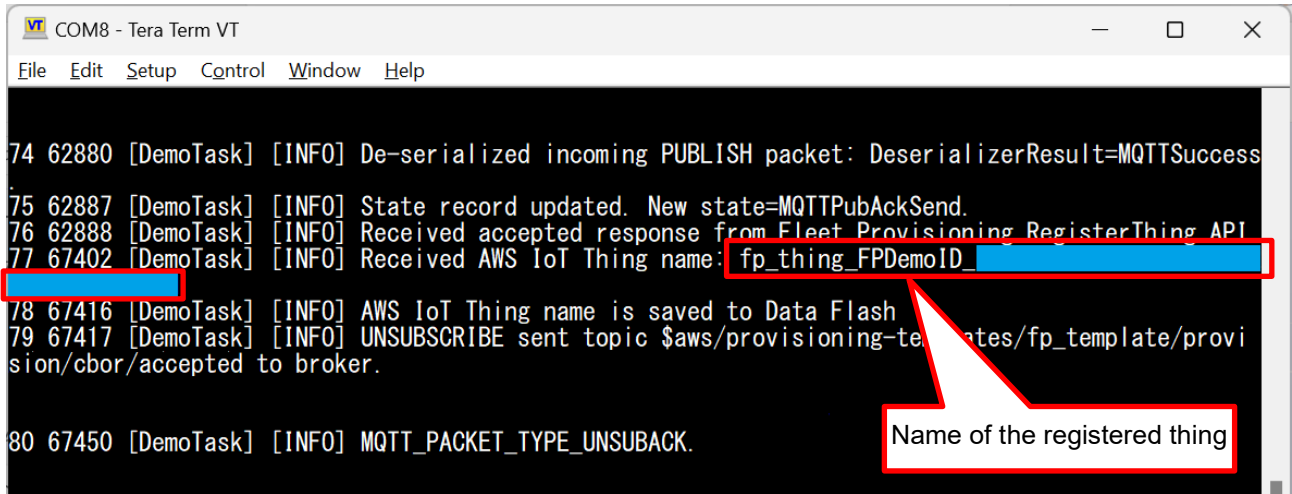 COM8 - Tera Term VT
File Edit Setup Control Window Help
74 62880 [DemoTask] [INFO] De-serialized incoming PUBLISH packet: DeserializerResult=MQTTSuccess
.
75 62887 [DemoTask] [INFO] State record updated. New state=MQTTPubAckSend.
76 62888 [DemoTask] [INFO] Received accepted response from Fleet Provisioning RegisterThing API
77 67402 [DemoTask] [INFO] Received AWS IoT Thing name: fp_thing_FPDemoID_
78 67416 [DemoTask] [INFO] AWS IoT Thing name is saved to Data Flash
79 67417 [DemoTask] [INFO] UNSUBSCRIBE sent topic $aws/provisioning-templates/fp_template/provi
sion/cbor/accepted to broker.
80 67450 [DemoTask] [INFO] MQTT_PACKET_TYPE_UNSUBACK.
Name of the registered thing